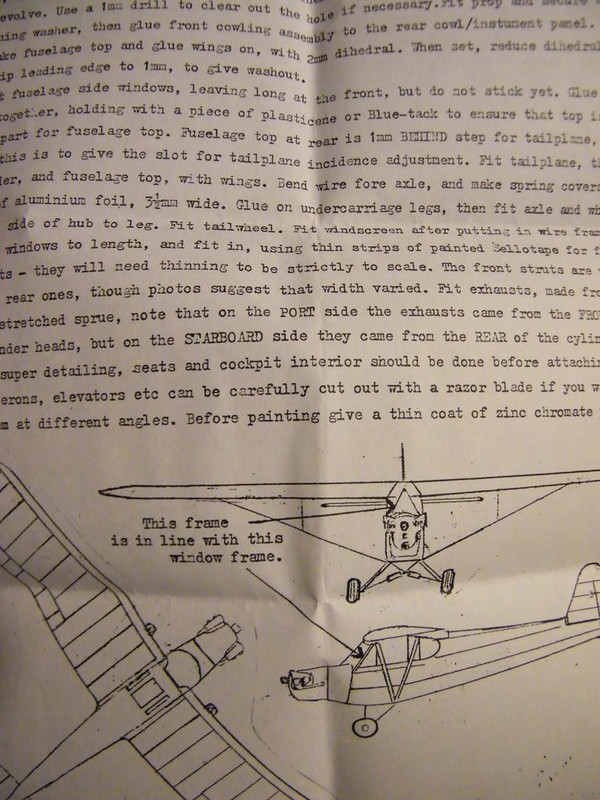 evolve. Use a 1mm drill to clear out the hole if necessary. Fit prop and secure
ning washer, then glue front cowling assembly to the rear cowl/instument panel.
ke fuselage top and glue wings on, with 2mm dihedral. When set, reduce dihedral
ip leading edge to 1mm, to give washout.
t fuselage side windows, leaving long at the front, but do not stick yet. Glue
together, holding with a piece of plasticene or Blue-tack to ensure that top i
part for fuselage top. Fuselage top at rear is 1mm BEHIND step for tailplane,
this is to give the slot for tailplane incidence adjustment. Fit tailplane,
der, and fuselage top, with wings. Bend wire fore axle, and make spring covers
f aluminium foil, 3½mm wide. Glue on undercarriage legs, then fit axle and wh
side of hub to leg. Fit tailwheel. Fit windscreen after putting in wire fram
windows to length, and fit in, using thin strips of painted Sellotape for f
ts - they will need thinning to be strictly to scale. The front struts are
rear ones, though photos suggest that width varied. Fit exhausts, made fro
stretched sprue, note that on the PORT side the exhausts came from the FRO
nder heads, but on the STARBOARD side they came from the REAR of the cylin
super detailing, seats and cockpit interior should be done before attachin
erons, elevators etc can be carefully cut out with a razor blade if you w
m at different angles. Before painting give a thin coat of zinc chromate
This frame
is in line with this
window frame.